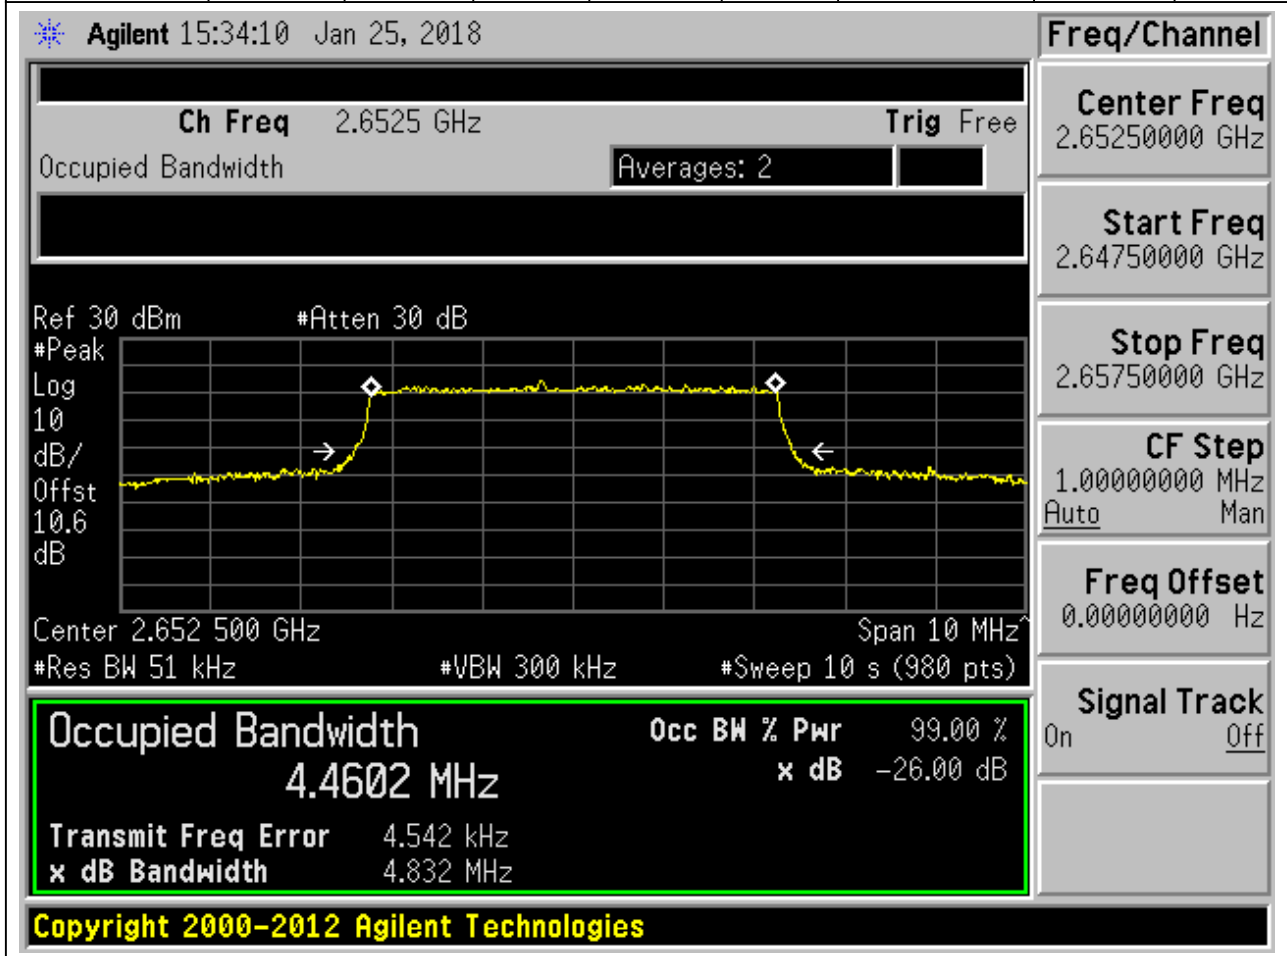 Agilent 15:34:10 Jan 25, 2018
Freq/Channel
Ch Freq 2.6525 GHz Trig Free
Occupied Bandwidth Averages: 2
Center Freq
2.65250000 GHz
Start Freq
2.64750000 GHz
Stop Freq
2.65750000 GHz
CF Step
1.00000000 MHz
Auto Man
Freq Offset
0.00000000 Hz
Signal Track
On Off
Ref 30 dBm #Atten 30 dB
#Peak
Log
10
dB/
Offst
10.6
dB
Center 2.652 500 GHz Span 10 MHz^
#Res BW 51 kHz #VBW 300 kHz #Sweep 10 s (980 pts)
Occupied Bandwidth Occ BW % Pwr 99.00 %
4.4602 MHz x dB -26.00 dB
Transmit Freq Error 4.542 kHz
x dB Bandwidth 4.832 MHz
Copyright 2000-2012 Agilent Technologies